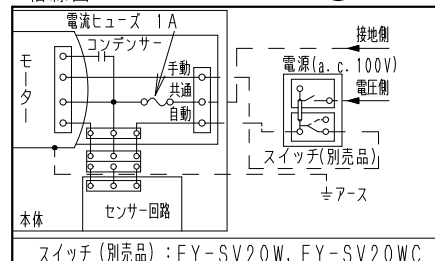 電流ヒューズ 1A
コンデンサー
接地側
手動
電源(a.c.100V)
共通
モーター
電圧側
自動
スイッチ(別売品)
アース
センサー回路
本体
スイッチ(別売品):FY-SV20W, FY-SV20WC